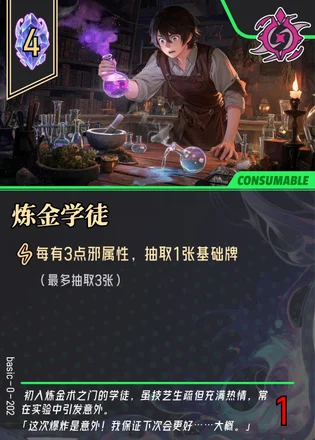 4
CONSUMABLE
炼金学徒
每有3点邪属性，抽取1张基础牌
（最多抽取3张）
初入炼金术之门的学徒，虽技艺生疏但充满热情，常
在实验中引发意外。
「这次爆炸是意外！我保证下次会更好……大概。」
1
basic-0-202